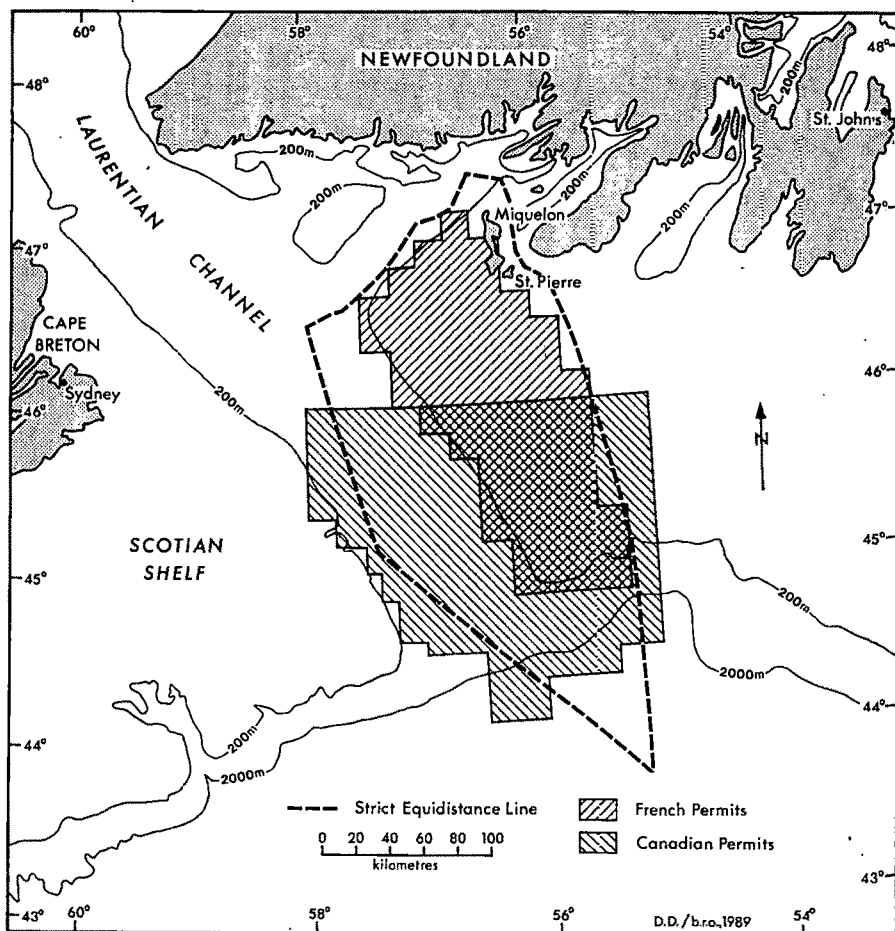 60°
58°
56°
54°
48°
48°
NEWFOUNDLAND
200m
St. John's
LAURENTIAN
CHANNEL
200m
200m
200m
200m
47°
47°
Miquelon
St. Pierre
CAPE
BRETON
Sydney
46°
46°
200m
N
SCOTIAN
SHELF
45°
45°
200m
2000m
44°
44°
200m
2000m
Strict Equidistance Line
French Permits
0 20 40 60 80 100
kilometres
Canadian Permits
43°
43°
60°
58°
56°
54°
D.D./b.r.o., 1989